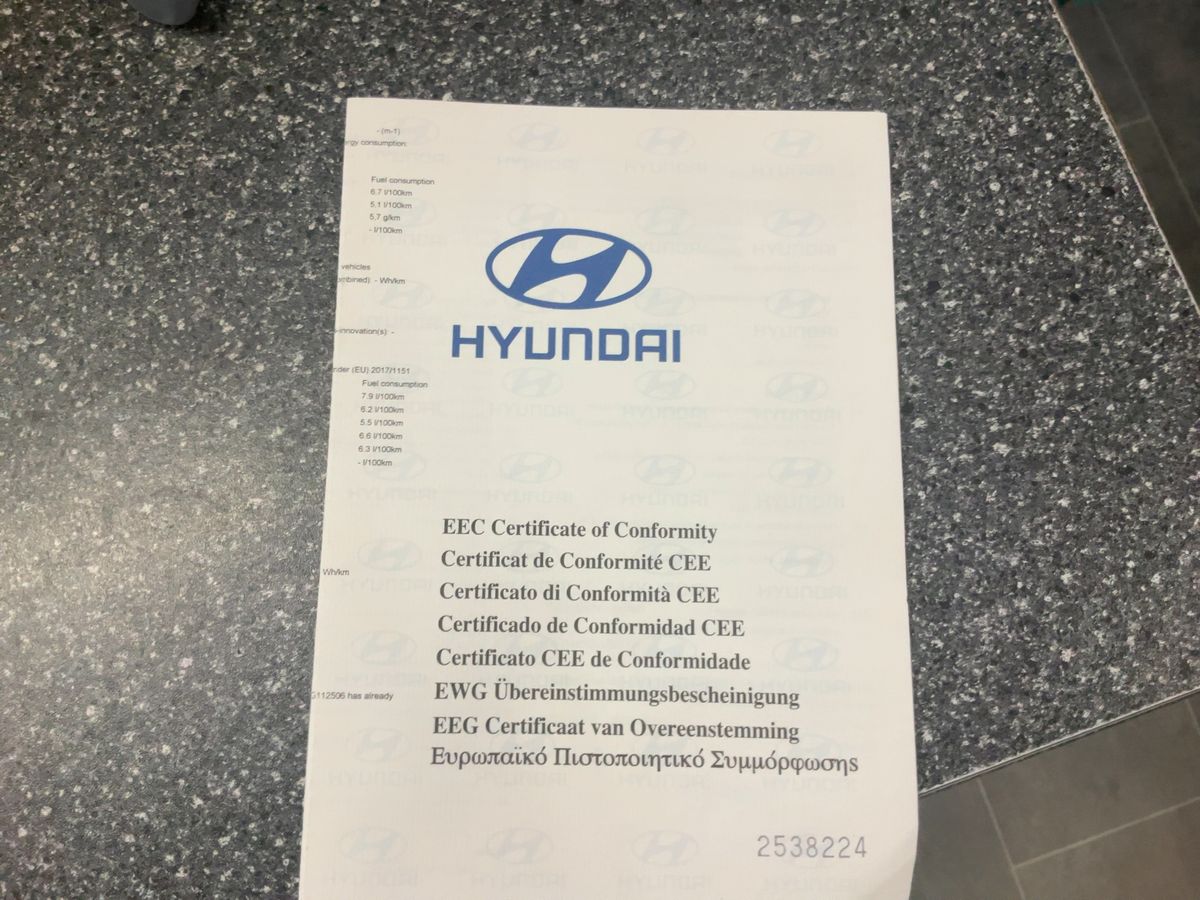 - (m-1)
rgy consumption:
Fuel consumption
6.7 l/100km
5.1 l/100km
5,7 g/km
- l/100km
vehicles
ombined): - Wh/km
innovation(s): -
nder (EU) 2017/1151
Fuel consumption
7.9 l/100km
6.2 l/100km
5.5 l/100km
6.6 l/100km
6.3 l/100km
- l/100km
Wh/km
G112506 has already
HYUNDAI
EEC Certificate of Conformity
Certificat de Conformité CEE
Certificato di Conformità CEE
Certificado de Conformidad CEE
Certificato CEE de Conformidade
EWG Übereinstimmungsbescheinigung
EEG Certificaat van Overeenstemming
Ευρωπαϊκό Πιστοποιητικό Συμμόρφωσης
2538224